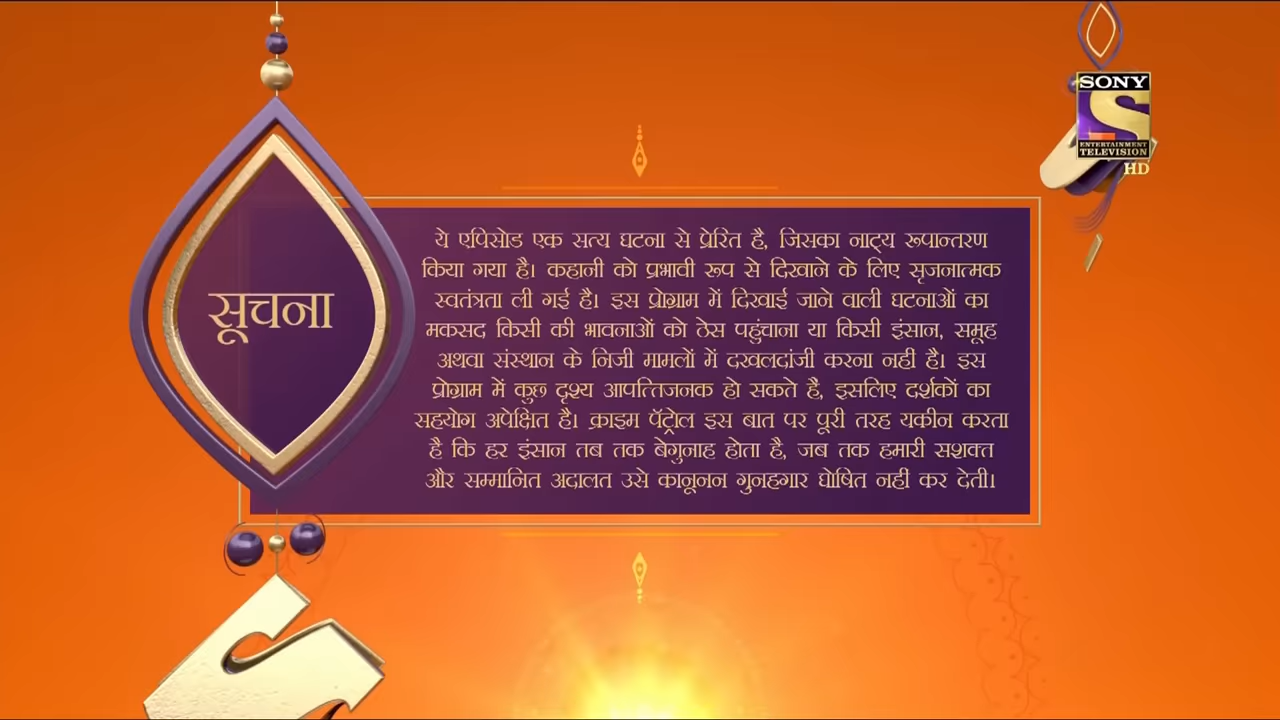 SONY
ENTERTAINMENT
TELEVISION
HD
सूचना
ये एपिसोड एक सत्य घटना से प्रेरित है, जिसका नाट्य रूपान्तरण
किया गया है। कहानी को प्रभावी रूप से दिखाने के लिए सृजनात्मक
स्वतंत्रता ली गई है। इस प्रोग्राम में दिखाई जाने वाली घटनाओं का
मकसद किसी की भावनाओं को ठेस पहुंचाना या किसी इंसान, समूह
अथवा संस्थान के निजी मामलों में दखलदांजी करना नहीं है। इस
प्रोग्राम में कुछ दृश्य आपत्तिजनक हो सकते हैं, इसलिए दर्शकों का
सहयोग अपेक्षित है। क्राइम पॅट्रोल इस बात पर पूरी तरह यकीन करता
है कि हर इंसान तब तक बेगुनाह होता है, जब तक हमारी सशक्त
और सम्मानित अदालत उसे कानूनन गुनहगार घोषित नहीं कर देती।